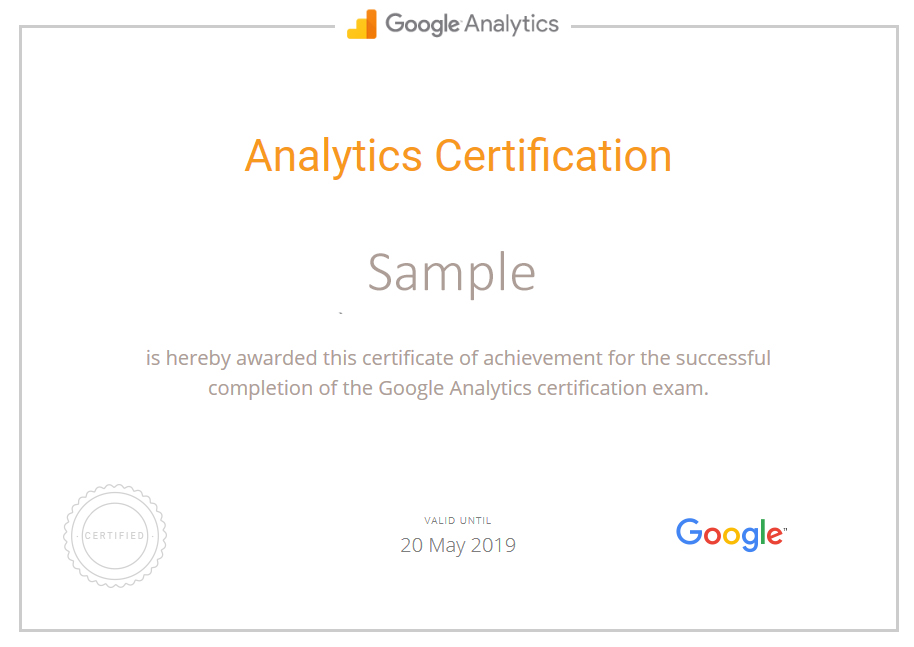 Google Analytics
Analytics Certification
Sample
is hereby awarded this certificate of achievement for the successful
completion of the Google Analytics certification exam.
· CERTIFIED ·
VALID UNTIL
20 May 2019
Google™